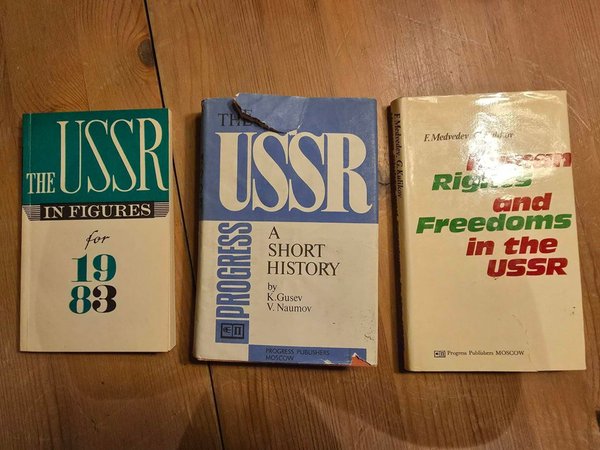 THE USSR
IN FIGURES
for
19
83
THE
USSR
PROGRESS
A
SHORT
HISTORY
by
K. Gusev
V. Naumov
PROGRESS PUBLISHERS
MOSCOW
F. Medvedev, G. Kulikov
Human
Rights
and
Freedoms
in the
USSR
Progress Publishers MOSCOW